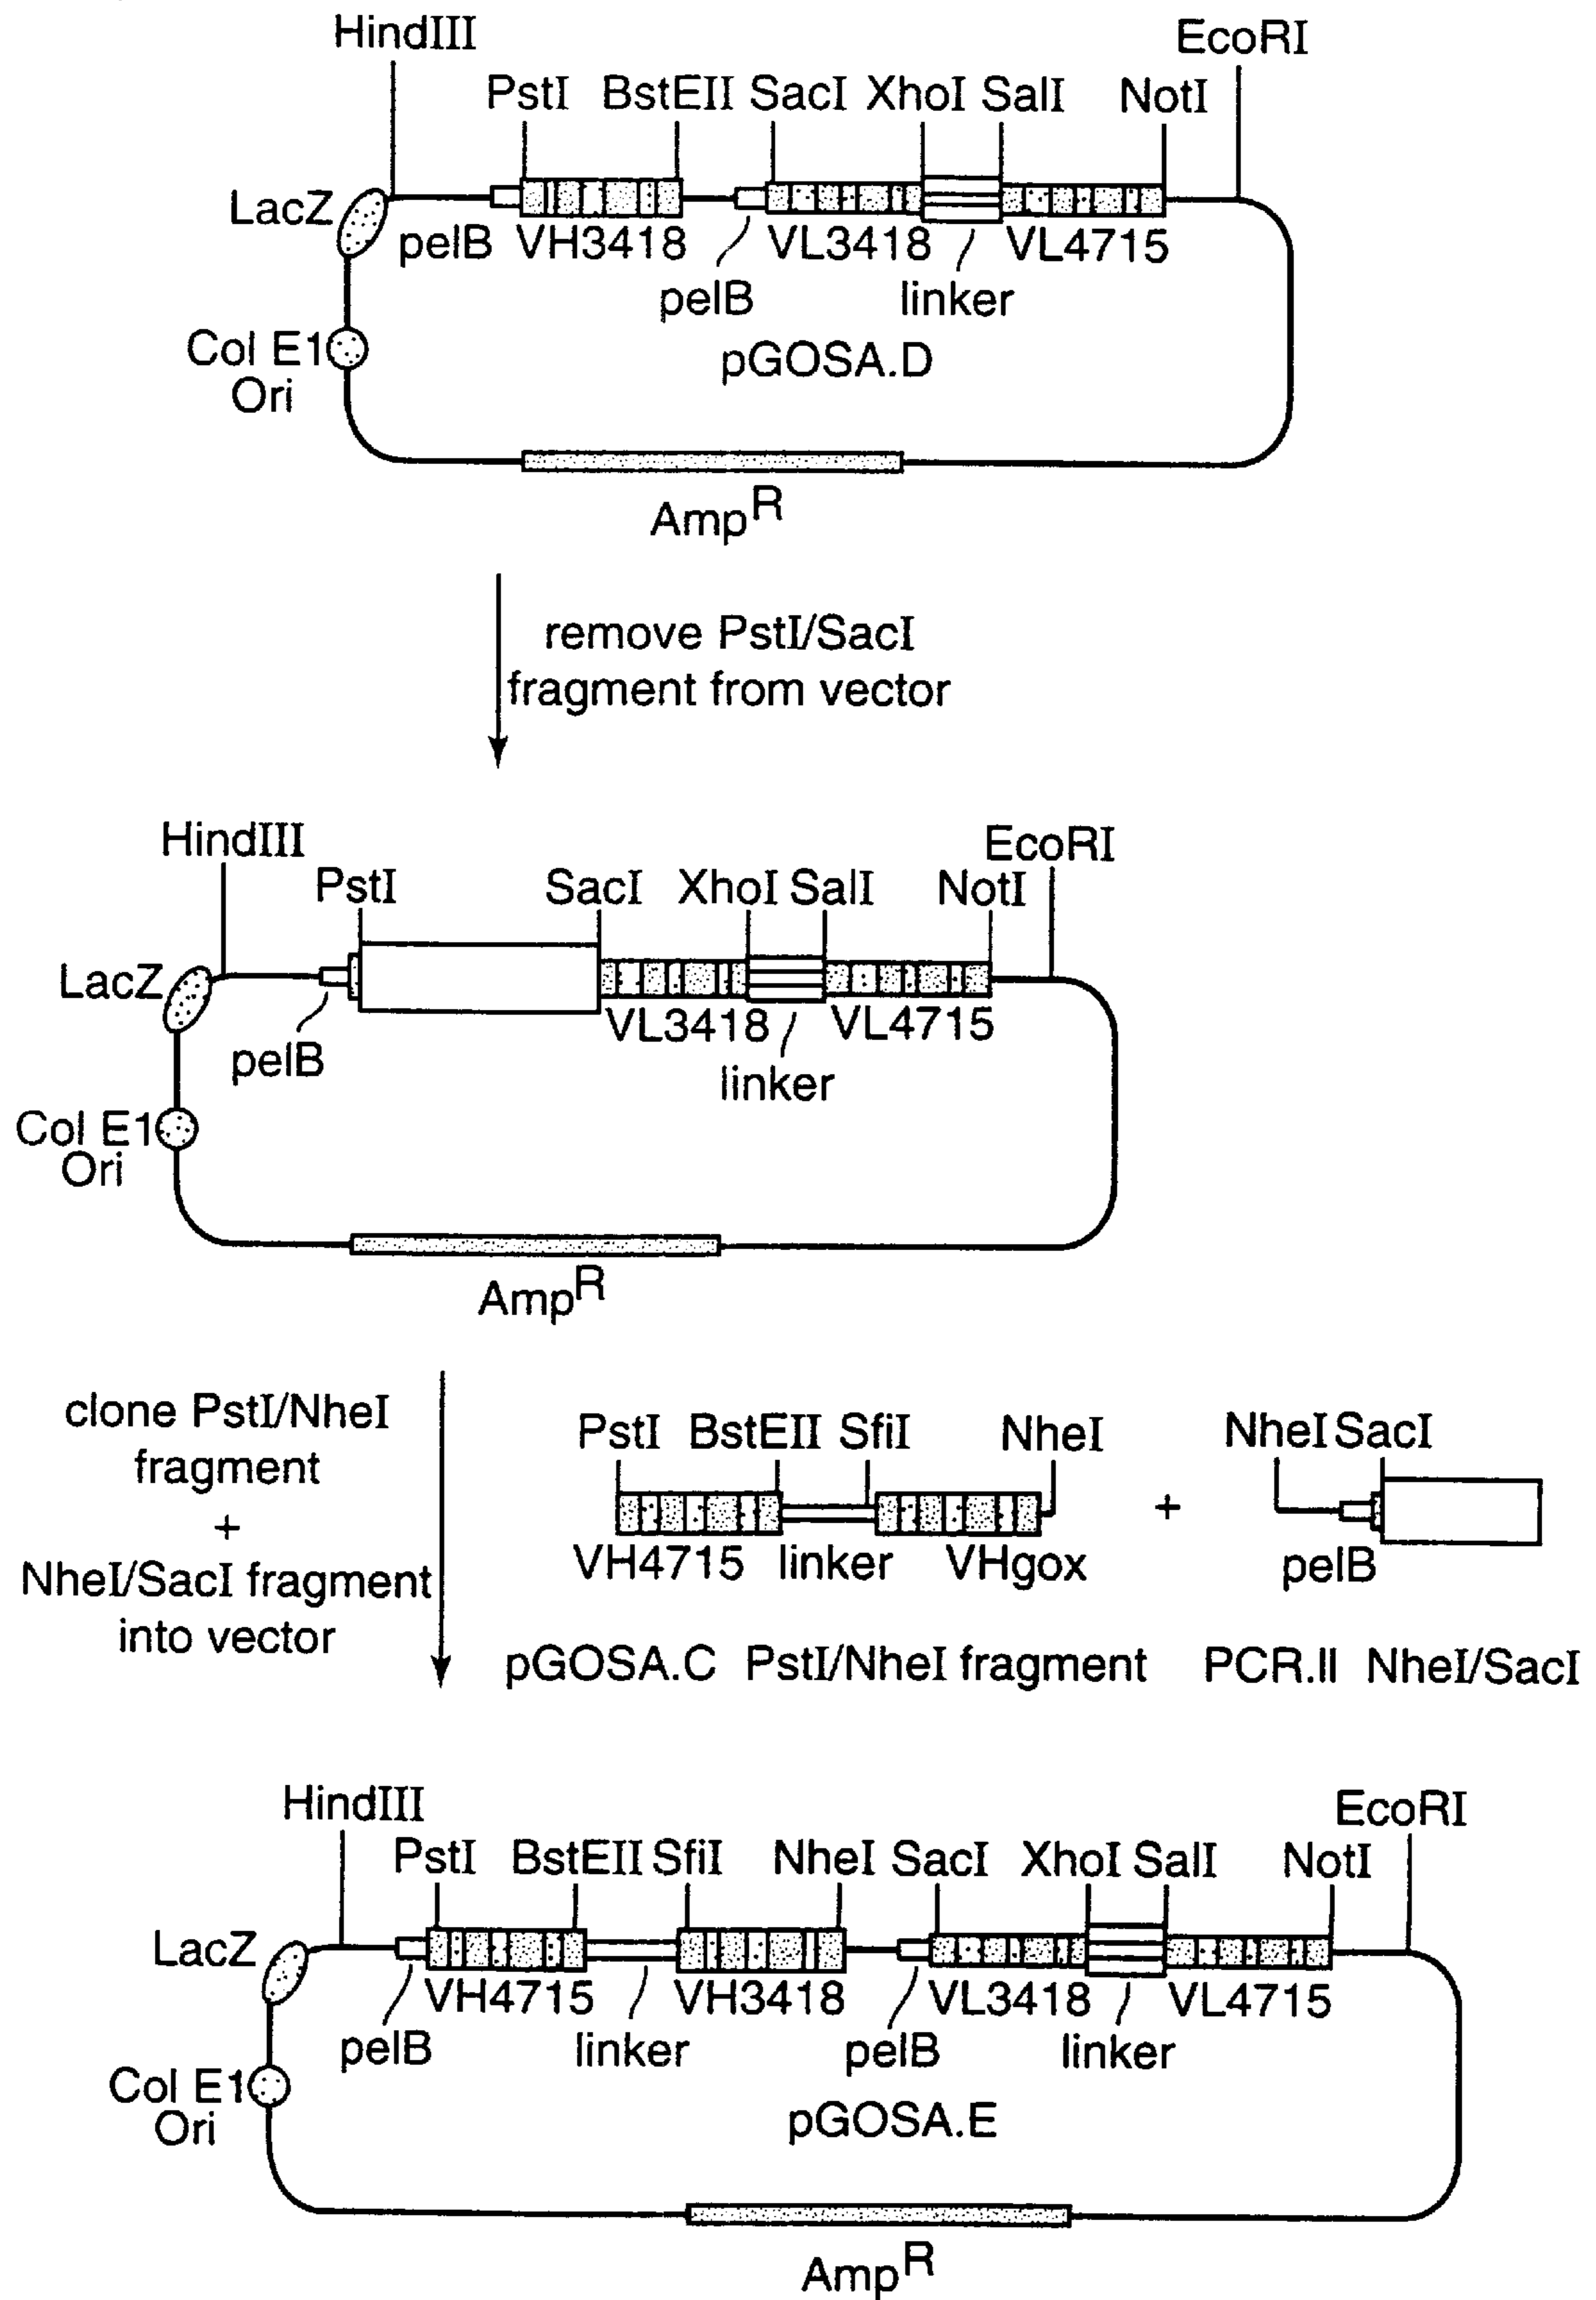 HindIII
EcoRI
PstI BstEII SacI XhoI SalI NotI
LacZ
pelB VH3418 VL3418 VL4715
pelB linker
Col E1
Ori
pGOSA.D
Amp^R
remove PstI/SacI
fragment from vector
HindIII
EcoRI
PstI SacI XhoI SalI NotI
LacZ
VL3418 VL4715
pelB
linker
Col E1
Ori
Amp^R
clone PstI/NheI
fragment
+
NheI/SacI fragment
into vector
PstI BstEII SfiI NheI NheI SacI
+
VH4715 linker VHgox pelB
pGOSA.C PstI/NheI fragment PCR.II NheI/SacI
HindIII
EcoRI
PstI BstEII SfiI NheI SacI XhoI SalI NotI
LacZ
VH4715 VH3418 VL3418 VL4715
pelB linker pelB linker
Col E1
Ori
pGOSA.E
Amp^R